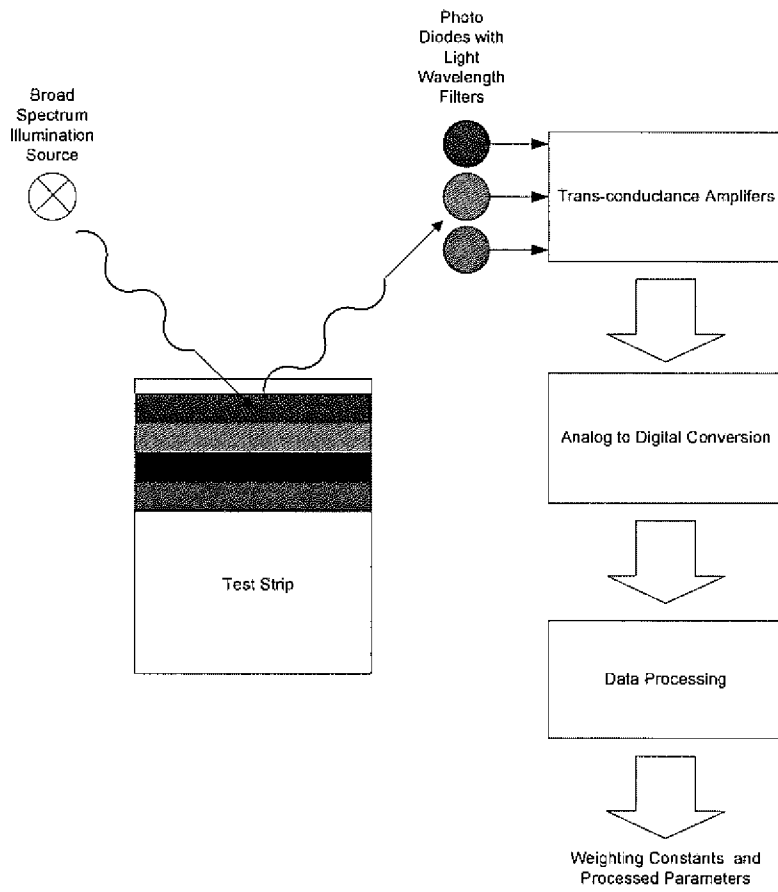 Photo
Diodes with
Light
Wavelength
Filters
Broad
Spectrum
Illumination
Source
Trans-conductance Amplifers
Analog to Digital Conversion
Test Strip
Data Processing
Weighting Constants and
Processed Parameters